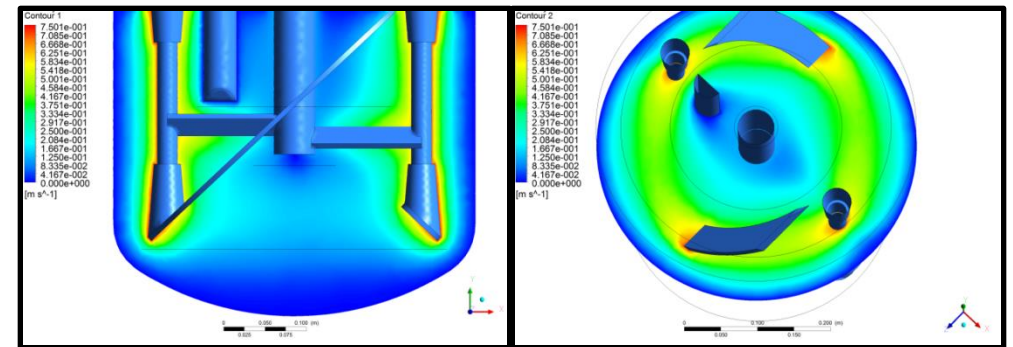 Contour 1
7.501e-001
7.085e-001
6.668e-001
6.251e-001
5.834e-001
5.418e-001
5.001e-001
4.584e-001
4.167e-001
3.751e-001
3.334e-001
2.917e-001
2.500e-001
2.084e-001
1.667e-001
1.250e-001
8.335e-002
4.167e-002
0.000e+000
[m s^-1]
0 0.050 0.100 (m)
0.025 0.075
Y
X
Contour 2
7.501e-001
7.085e-001
6.668e-001
6.251e-001
5.834e-001
5.418e-001
5.001e-001
4.584e-001
4.167e-001
3.751e-001
3.334e-001
2.917e-001
2.500e-001
2.084e-001
1.667e-001
1.250e-001
8.335e-002
4.167e-002
0.000e+000
[m s^-1]
0 0.100 0.200 (m)
0.050 0.150
Y
Z X